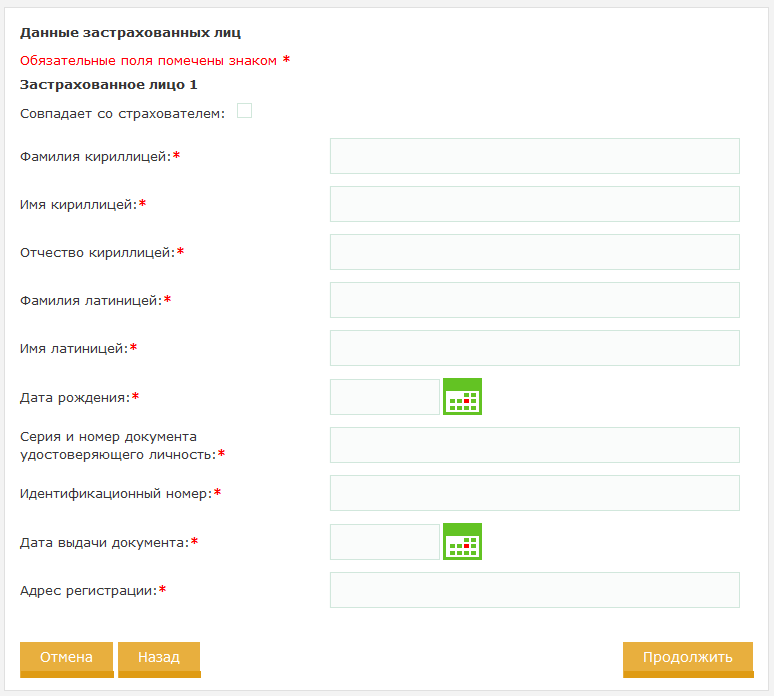 Данные застрахованных лиц
Обязательные поля помечены знаком *
Застрахованное лицо 1
Совпадает со страхователем:
Фамилия кириллицей:*
Имя кириллицей:*
Отчество кириллицей:*
Фамилия латиницей:*
Имя латиницей:*
Дата рождения:*
Серия и номер документа
удостоверяющего личность:*
Идентификационный номер:*
Дата выдачи документа:*
Адрес регистрации:*
Отмена Назад Продолжить